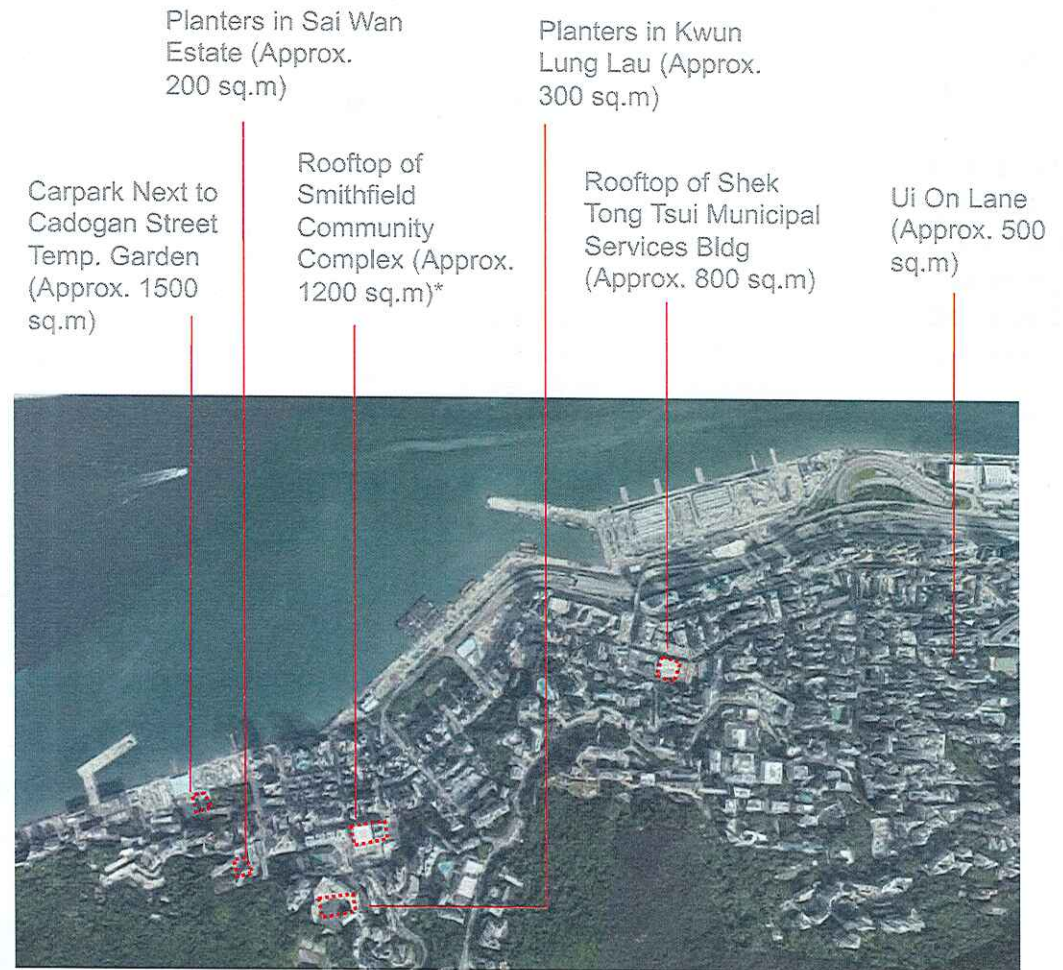 Planters in Sai Wan
Estate (Approx.
200 sq.m)
Planters in Kwun
Lung Lau (Approx.
300 sq.m)
Carpark Next to
Cadogan Street
Temp. Garden
(Approx. 1500
sq.m)
Rooftop of
Smithfield
Community
Complex (Approx.
1200 sq.m)*
Rooftop of Shek
Tong Tsui Municipal
Services Bldg
(Approx. 800 sq.m)
Ui On Lane
(Approx. 500
sq.m)